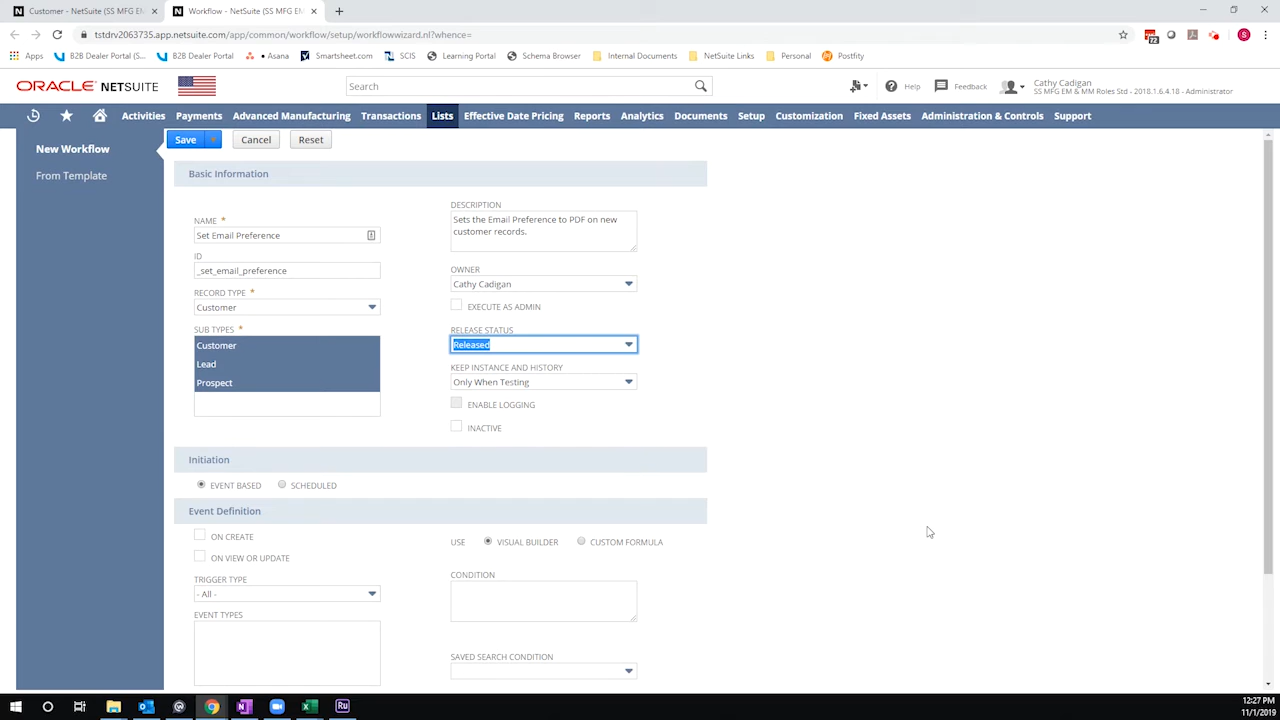 Customer - NetSuite (SS MFG EM
Workflow - NetSuite (SS MFG EM
tstdrv2063735.app.netsuite.com/app/common/workflow/setup/workflowwizard.nl?whence=
72
S
Apps
B2B Dealer Portal (S...
B2B Dealer Portal
Asana
Smartsheet.com
SCIS
Learning Portal
Schema Browser
Internal Documents
NetSuite Links
Personal
Postfity
ORACLE NETSUITE
Search
Help
Feedback
Cathy Cadigan
SS MFG EM & MM Roles Std - 2018.1.6.4.18 - Administrator
Activities
Payments
Advanced Manufacturing
Transactions
Lists
Effective Date Pricing
Reports
Analytics
Documents
Setup
Customization
Fixed Assets
Administration & Controls
Support
New Workflow
From Template
Save
Cancel
Reset
Basic Information
NAME *
Set Email Preference
ID
_set_email_preference
RECORD TYPE *
Customer
SUB TYPES *
Customer
Lead
Prospect
DESCRIPTION
Sets the Email Preference to PDF on new
customer records.
OWNER
Cathy Cadigan
EXECUTE AS ADMIN
RELEASE STATUS
Released
KEEP INSTANCE AND HISTORY
Only When Testing
ENABLE LOGGING
INACTIVE
Initiation
EVENT BASED
SCHEDULED
Event Definition
ON CREATE
ON VIEW OR UPDATE
TRIGGER TYPE
- All -
EVENT TYPES
USE
VISUAL BUILDER
CUSTOM FORMULA
CONDITION
SAVED SEARCH CONDITION
12:27 PM
11/1/2019